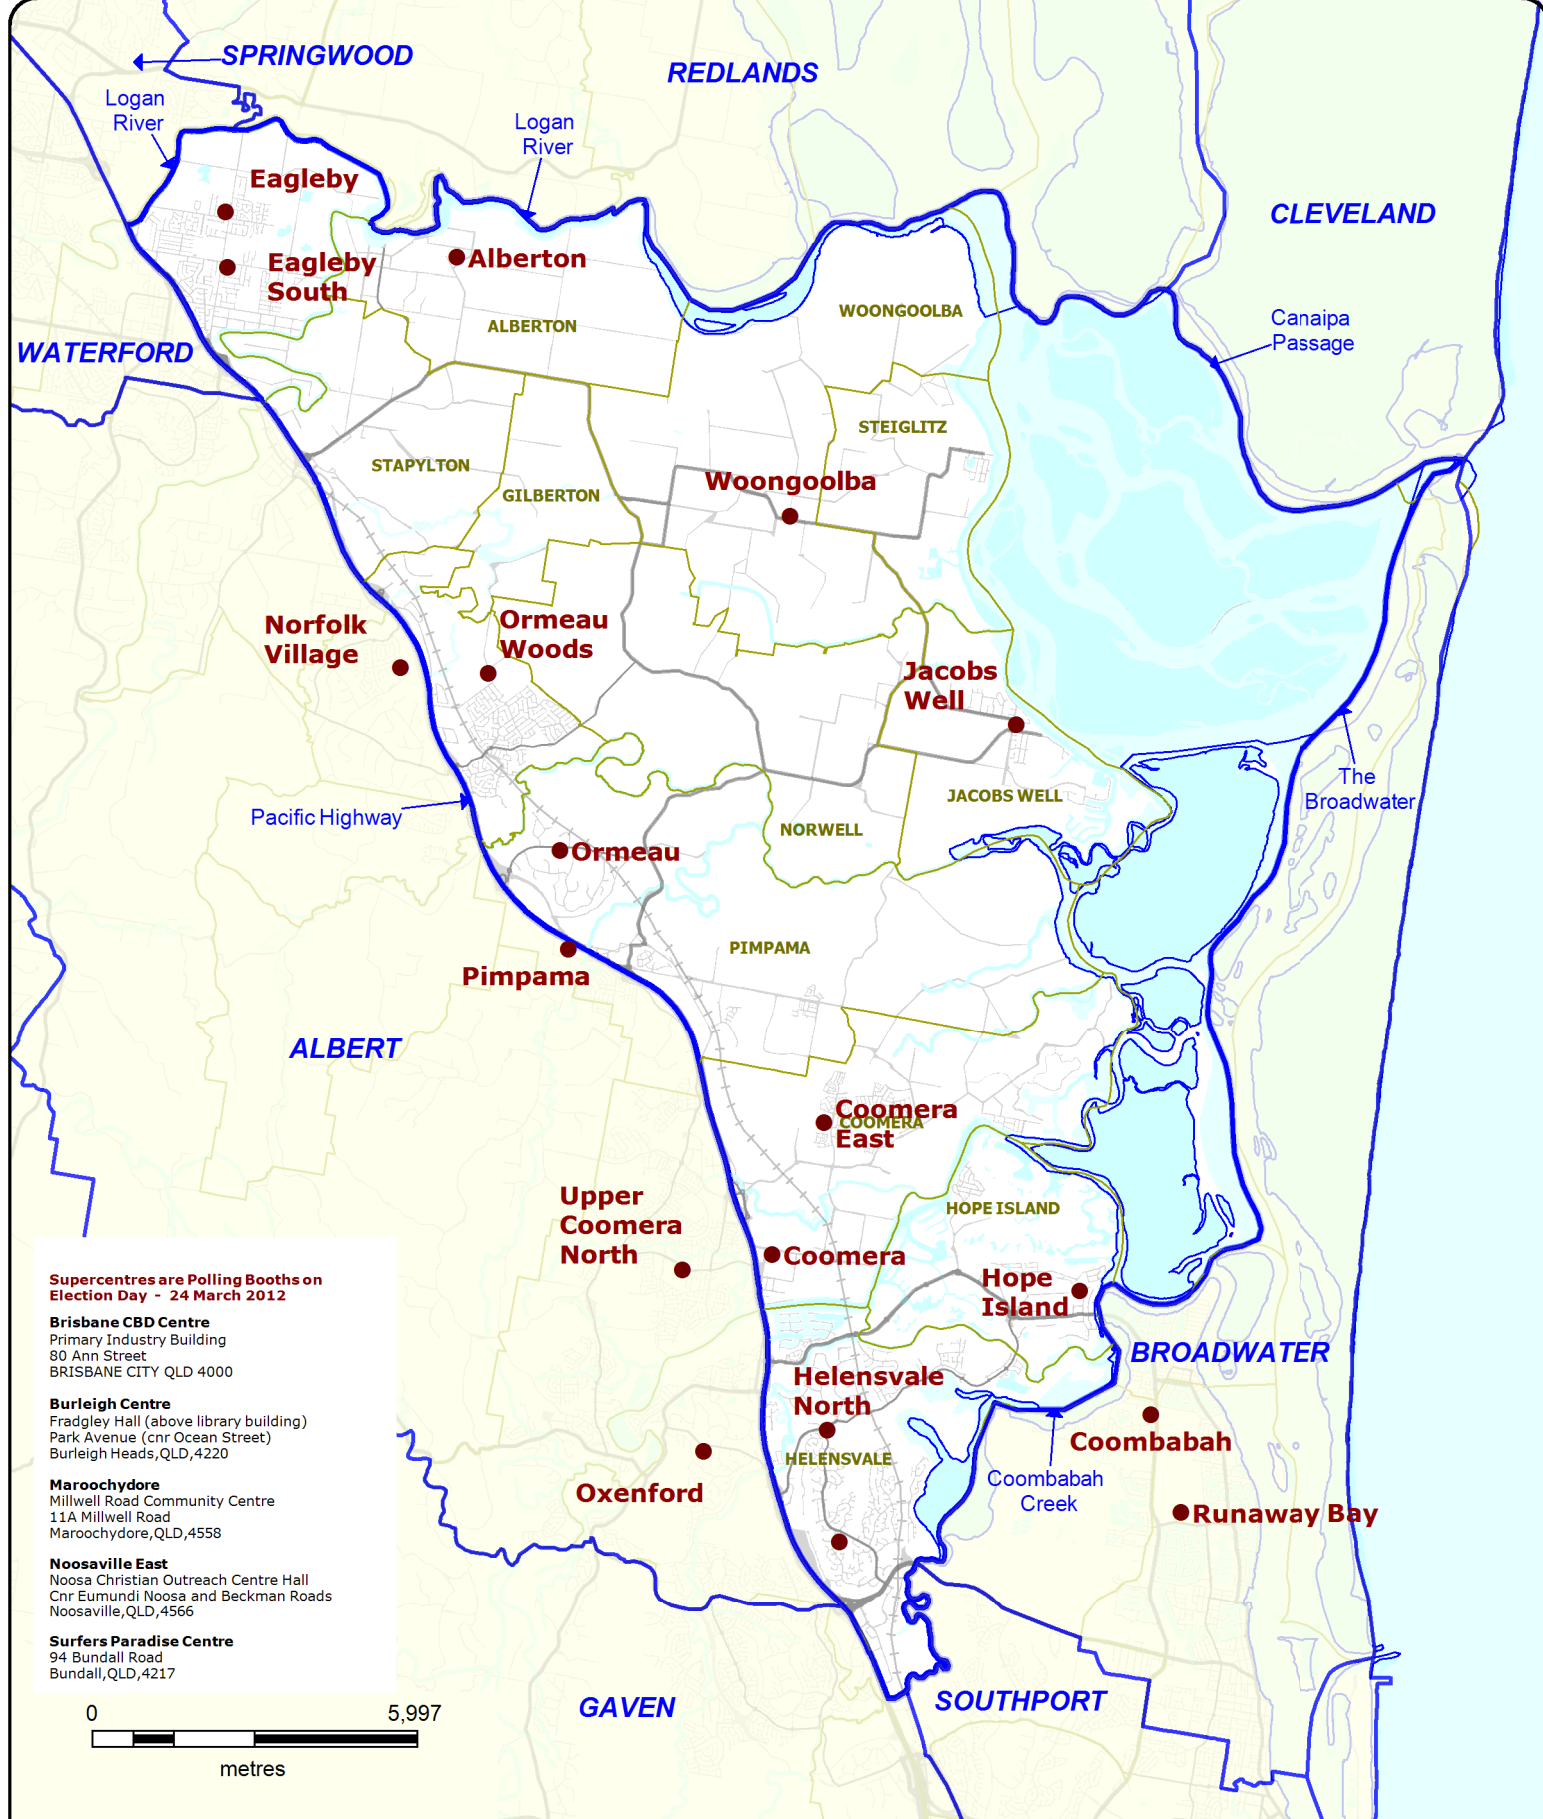 SPRINGWOOD
REDLANDS
Logan
River
Logan
River
Eagleby
CLEVELAND
Eagleby
South
Alberton
ALBERTON
WOONGOOLBA
Canaipa
Passage
WATERFORD
STEIGLITZ
STAPYLTON
GILBERTON
Woongoolba
Norfolk
Village
Ormeau
Woods
Jacobs
Well
The
Broadwater
JACOBS WELL
Pacific Highway
NORWELL
Ormeau
PIMPAMA
Pimpama
ALBERT
Coomera
East
COOMERA
Upper
Coomera
North
HOPE ISLAND
Coomera
Hope
Island
BROADWATER
Helensvale
North
Coombabah
HELENSVALE
Coombabah
Creek
Oxenford
Runaway Bay
GAVEN
SOUTHPORT
Supercentres are Polling Booths on
Election Day - 24 March 2012
Brisbane CBD Centre
Primary Industry Building
80 Ann Street
BRISBANE CITY QLD 4000
Burleigh Centre
Fradgley Hall (above library building)
Park Avenue (cnr Ocean Street)
Burleigh Heads,QLD,4220
Maroochydore
Millwell Road Community Centre
11A Millwell Road
Maroochydore,QLD,4558
Noosaville East
Noosa Christian Outreach Centre Hall
Cnr Eumundi Noosa and Beckman Roads
Noosaville,QLD,4566
Surfers Paradise Centre
94 Bundall Road
Bundall,QLD,4217
0 5,997
metres